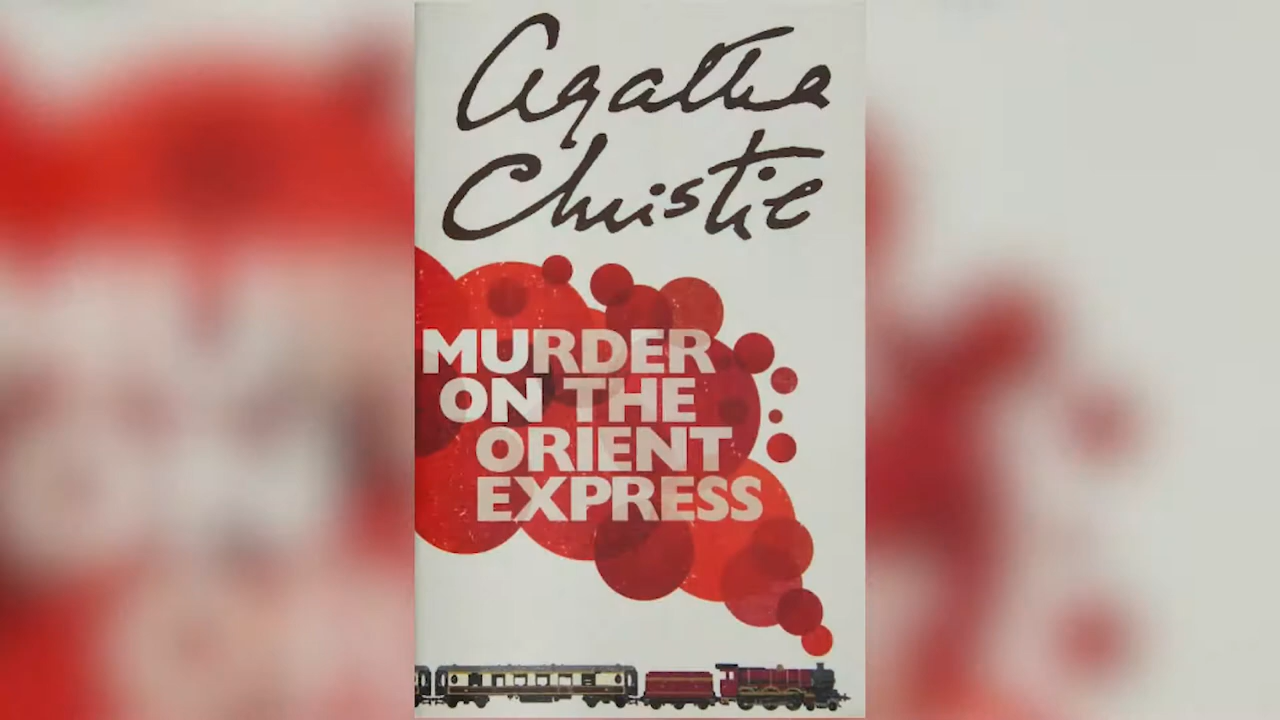 Agatha
Christie
MURDER
ON THE
ORIENT
EXPRESS